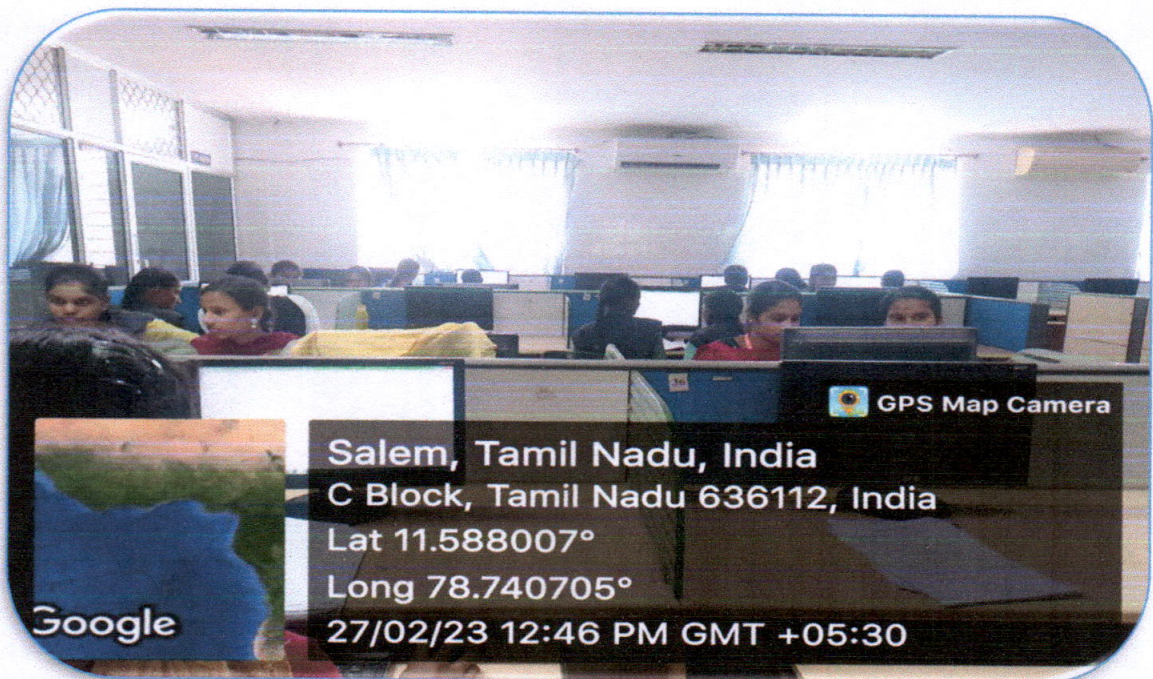 36
GPS Map Camera
Salem, Tamil Nadu, India
C Block, Tamil Nadu 636112, India
Lat 11.588007°
Long 78.740705°
27/02/23 12:46 PM GMT +05:30
Google